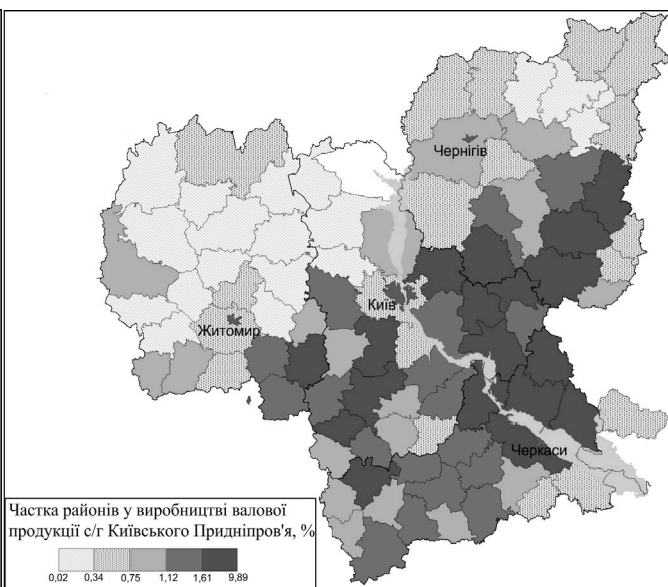 Чернігів
Київ
Житомир
Черкаси
Частка районів у виробництві валової
продукції с/г Київського Придніпров'я, %
0,02 0,34 0,75 1,12 1,61 9,89